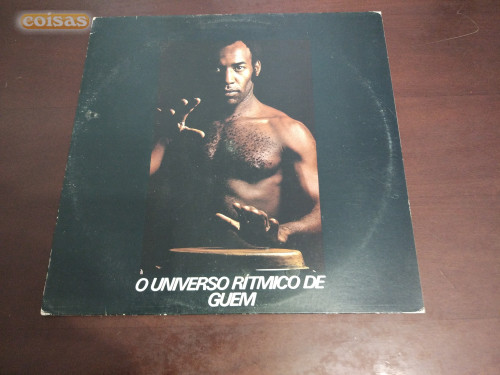 coisas
O UNIVERSO RÍTMICO DE
GUEM